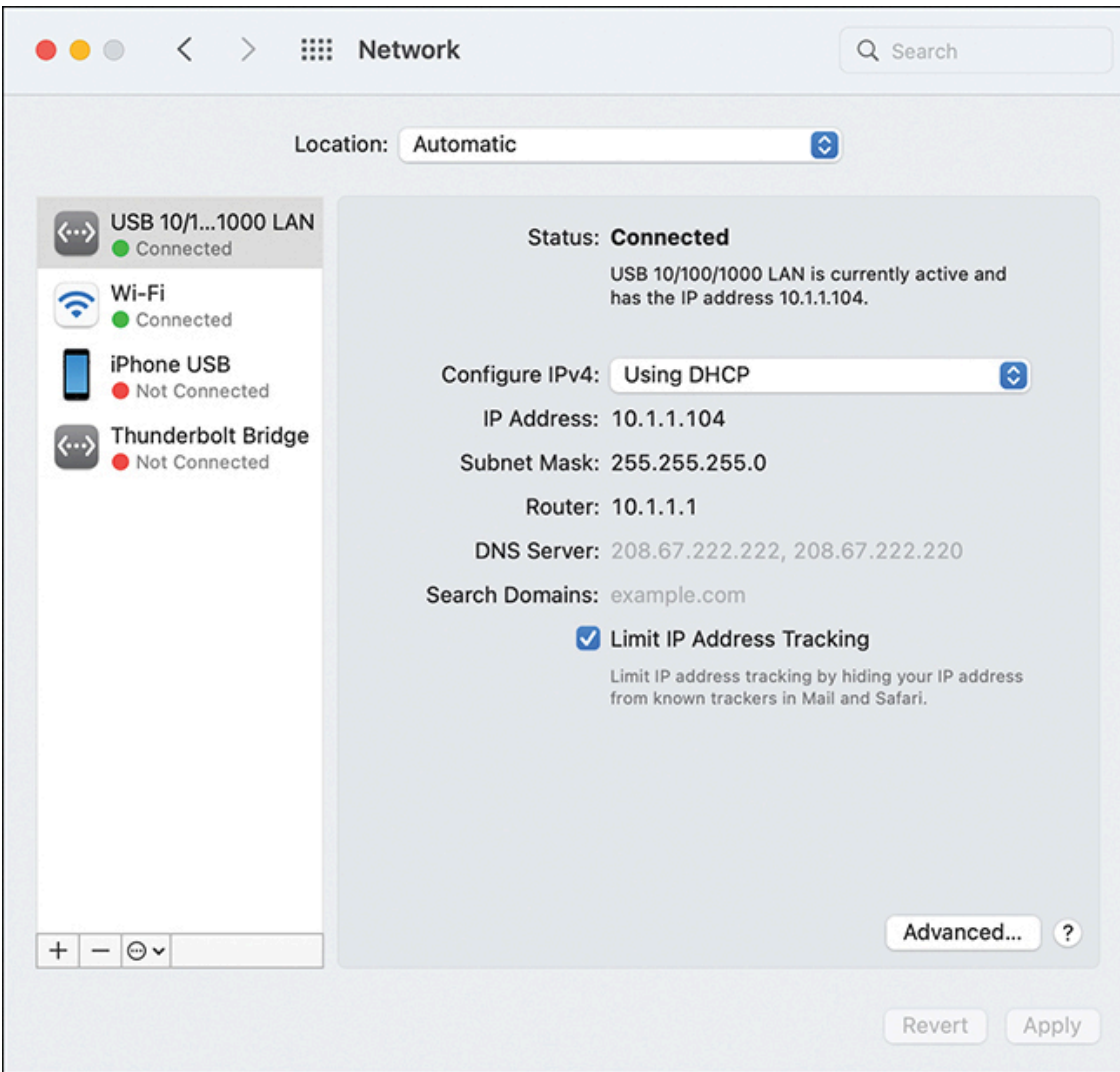 Network
Search
Location: Automatic
USB 10/1...1000 LAN
Connected
Wi-Fi
Connected
iPhone USB
Not Connected
Thunderbolt Bridge
Not Connected
Status: Connected
USB 10/100/1000 LAN is currently active and
has the IP address 10.1.1.104.
Configure IPv4: Using DHCP
IP Address: 10.1.1.104
Subnet Mask: 255.255.255.0
Router: 10.1.1.1
DNS Server: 208.67.222.222, 208.67.222.220
Search Domains: example.com
Limit IP Address Tracking
Limit IP address tracking by hiding your IP address
from known trackers in Mail and Safari.
Advanced... ?
Revert Apply